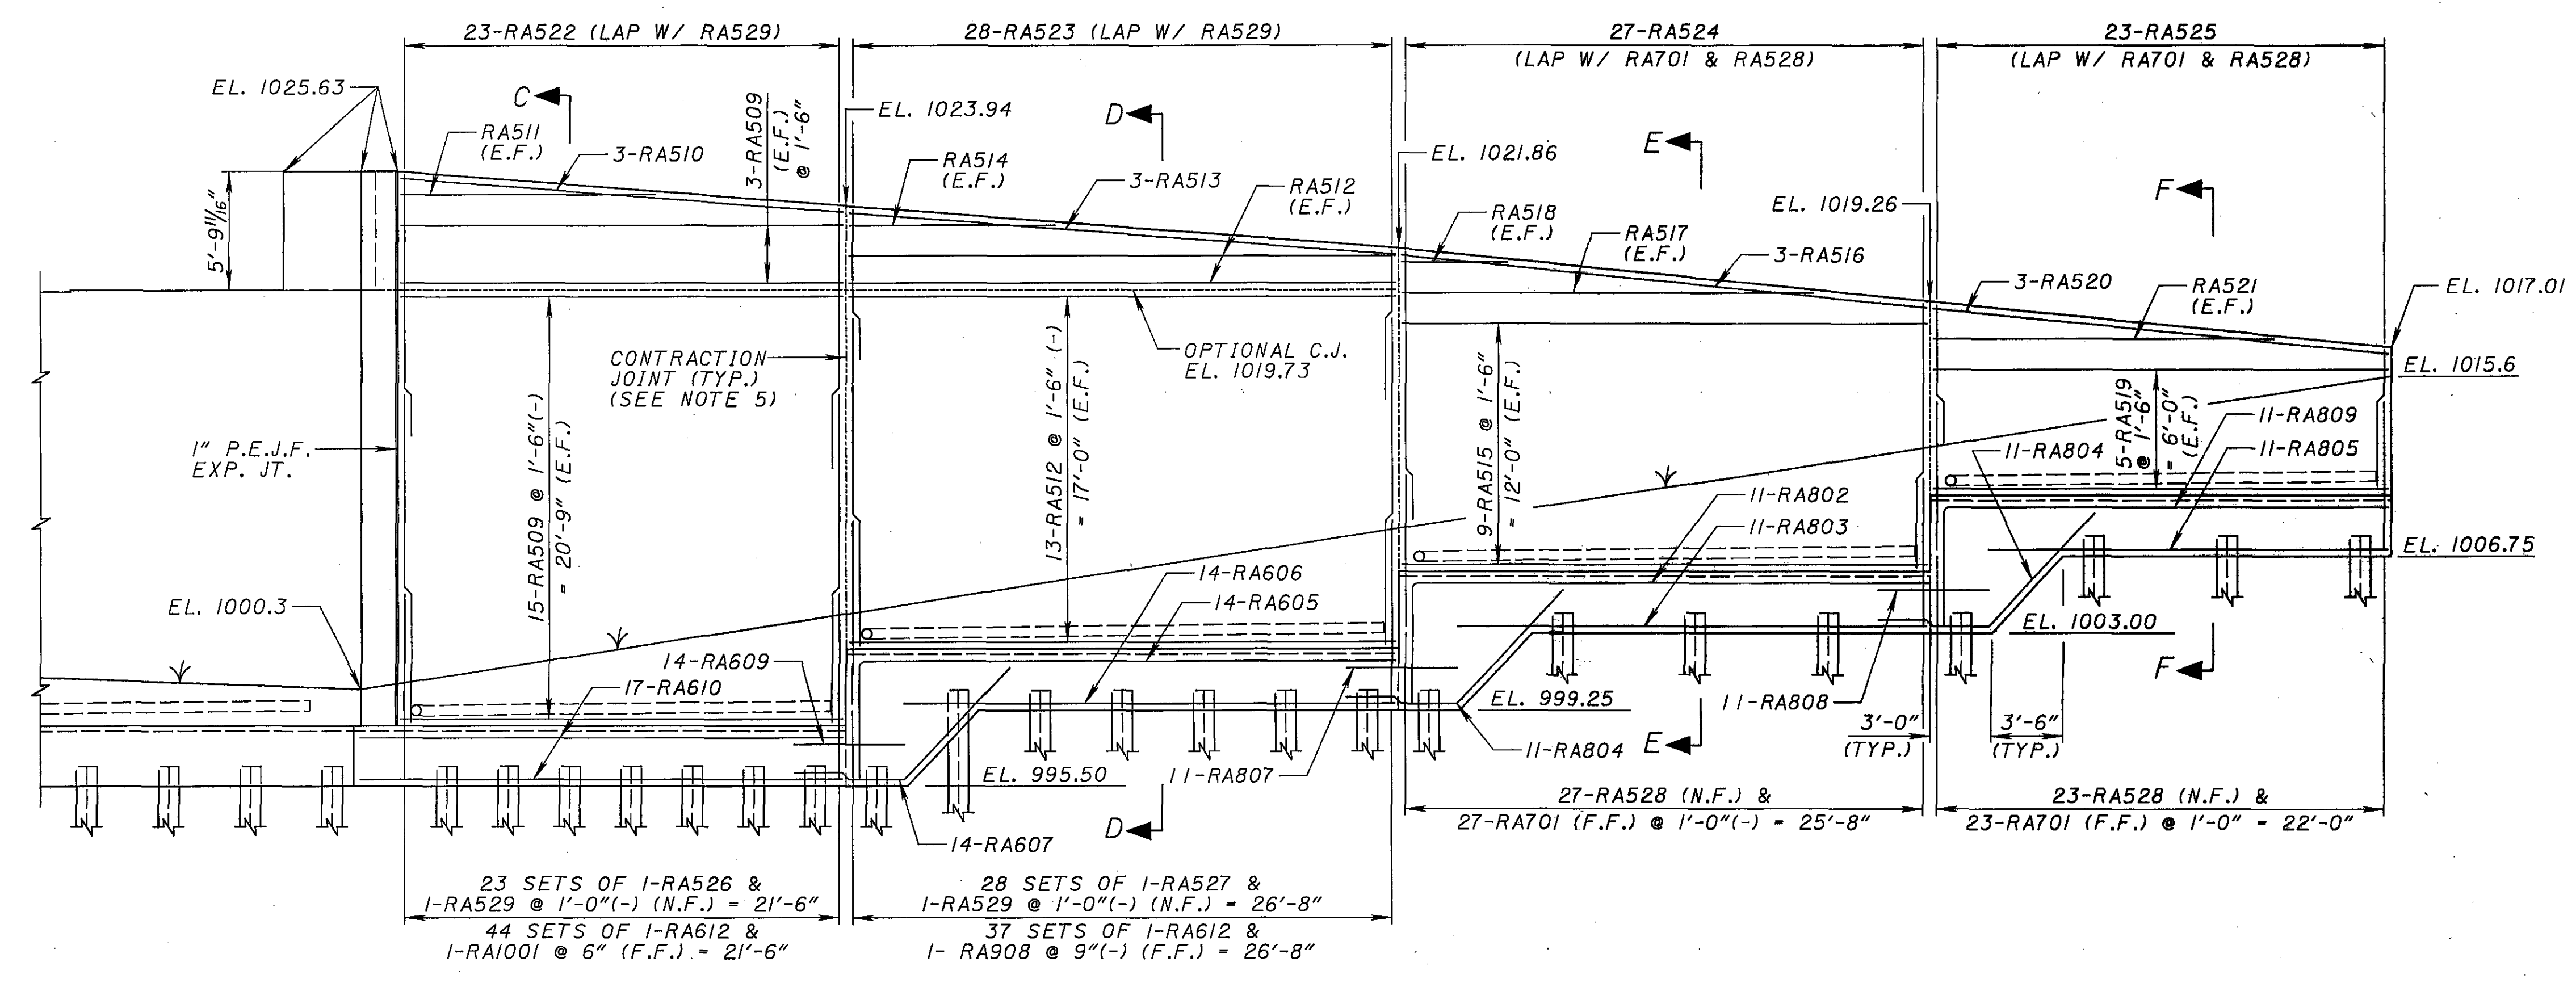 23-RA522 (LAP W/ RA529)
28-RA523 (LAP W/ RA529)
27-RA524
(LAP W/ RA701 & RA528)
23-RA525
(LAP W/ RA701 & RA528)
EL. 1025.63
C
RA511
(E.F.)
3-RA510
3-RA509
(E.F.)
@ 1'-6"
EL. 1023.94
D
RA514
(E.F.)
3-RA513
RA512
(E.F.)
EL. 1021.86
E
RA518
(E.F.)
RA517
(E.F.)
3-RA516
EL. 1019.26
F
3-RA520
RA521
(E.F.)
EL. 1017.01
5'-9 11/16"
CONTRACTION
JOINT (TYP.)
(SEE NOTE 5)
OPTIONAL C.J.
EL. 1019.73
1" P.E.J.F.
EXP. JT.
15-RA509 @ 1'-6"(-)
= 20'-9" (E.F.)
13-RA512 @ 1'-6" (-)
= 17'-0" (E.F.)
9-RA515 @ 1'-6"
= 12'-0" (E.F.)
5-RA519
@ 1'-6"
= 6'-0"
(E.F.)
EL. 1015.6
11-RA809
11-RA805
11-RA804
11-RA802
11-RA803
EL. 1006.75
EL. 1000.3
14-RA609
17-RA610
14-RA606
14-RA605
EL. 1003.00
EL. 999.25
11-RA808
F
3'-0"
(TYP.)
3'-6"
(TYP.)
11-RA804
E
11-RA807
EL. 995.50
D
14-RA607
27-RA528 (N.F.) &
27-RA701 (F.F.) @ 1'-0"(-) = 25'-8"
23-RA528 (N.F.) &
23-RA701 (F.F.) @ 1'-0" = 22'-0"
23 SETS OF 1-RA526 &
1-RA529 @ 1'-0"(-) (N.F.) = 21'-6"
44 SETS OF 1-RA612 &
1-RA1001 @ 6" (F.F.) = 21'-6"
28 SETS OF 1-RA527 &
1-RA529 @ 1'-0"(-) (N.F.) = 26'-8"
37 SETS OF 1-RA612 &
1- RA908 @ 9"(-) (F.F.) = 26'-8"